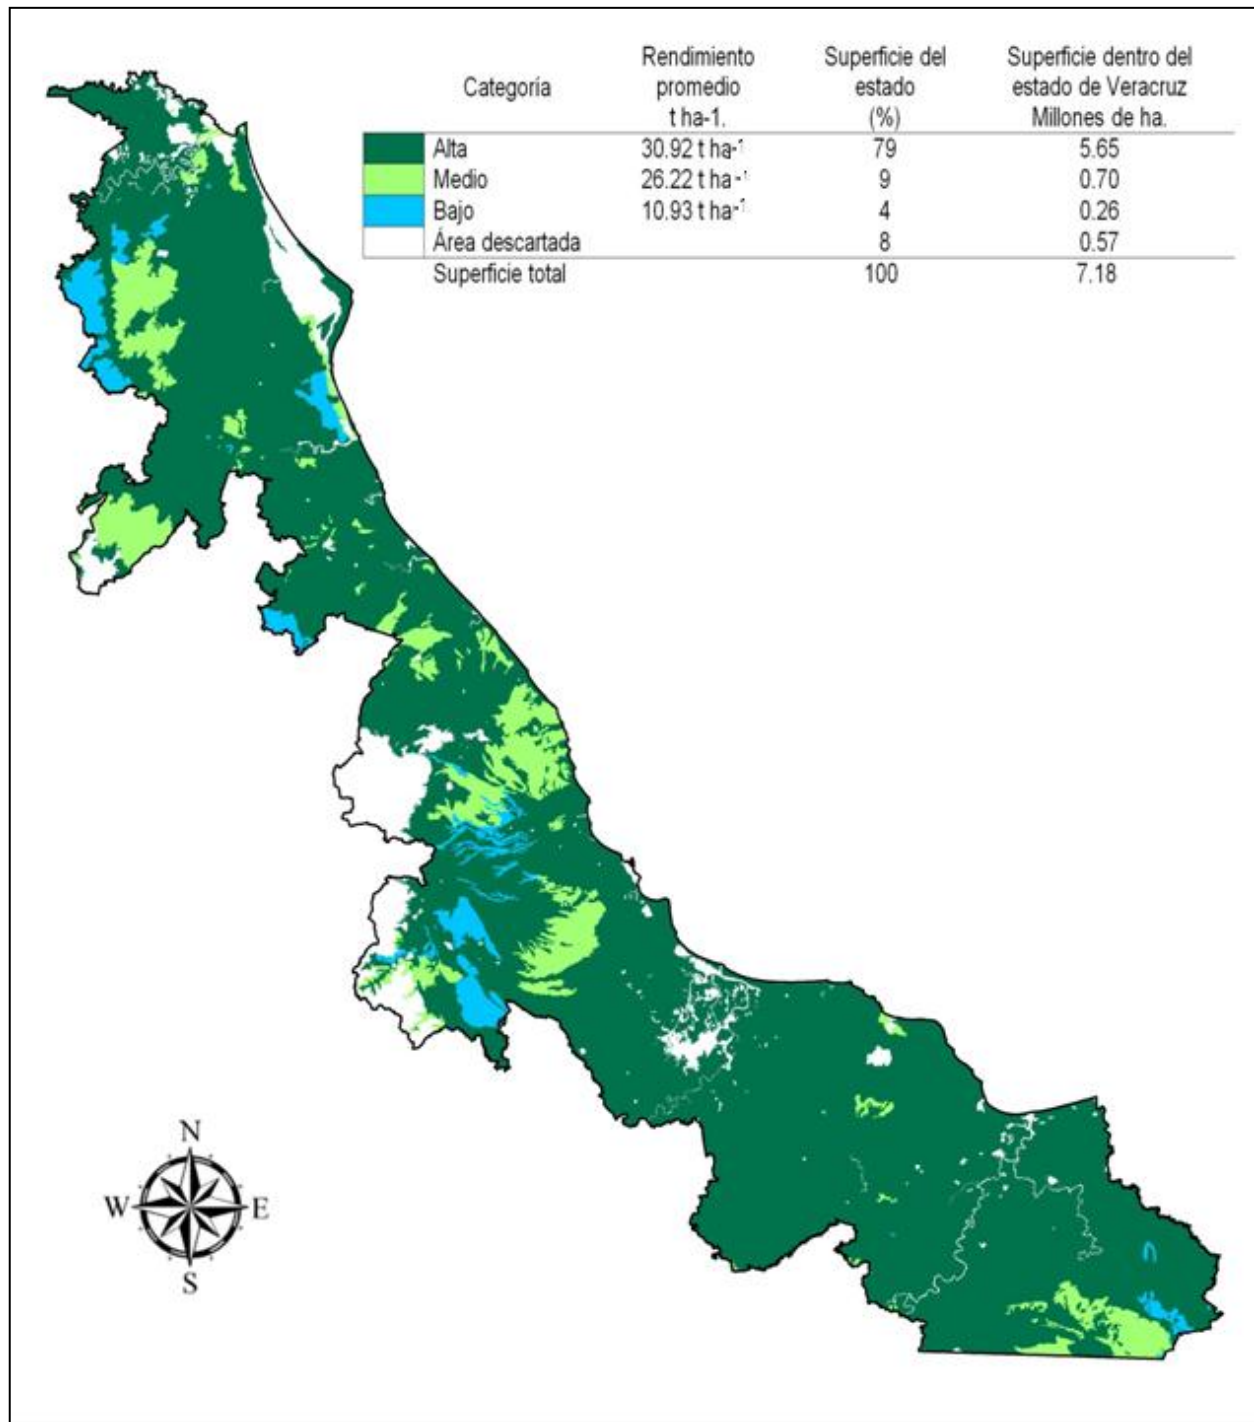 Categoría Rendimiento promedio t ha-1. Superficie del estado (%) Superficie dentro del estado de Veracruz Millones de ha.
Alta 30.92 t ha-1 79 5.65
Medio 26.22 t ha-1 9 0.70
Bajo 10.93 t ha-1 4 0.26
Área descartada 8 0.57
Superficie total 100 7.18
N
W E
S